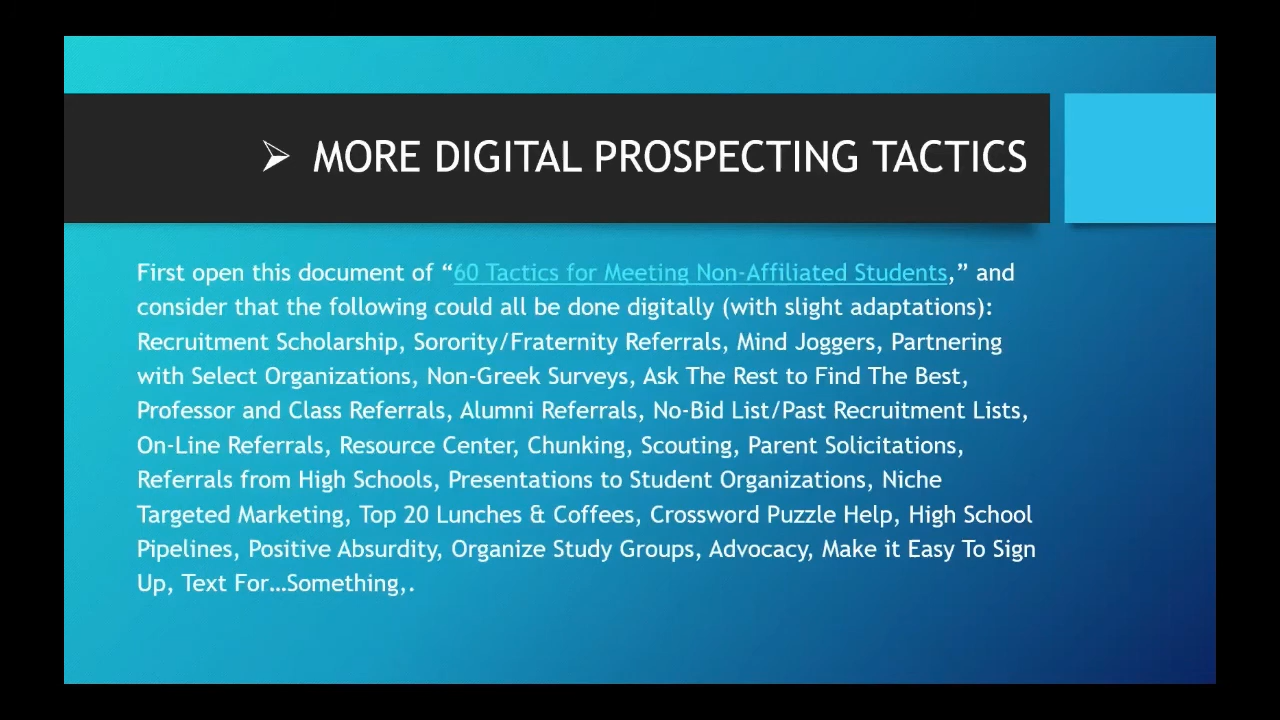 ➢ MORE DIGITAL PROSPECTING TACTICS
First open this document of “60 Tactics for Meeting Non-Affiliated Students,” and
consider that the following could all be done digitally (with slight adaptations):
Recruitment Scholarship, Sorority/Fraternity Referrals, Mind Joggers, Partnering
with Select Organizations, Non-Greek Surveys, Ask The Rest to Find The Best,
Professor and Class Referrals, Alumni Referrals, No-Bid List/Past Recruitment Lists,
On-Line Referrals, Resource Center, Chunking, Scouting, Parent Solicitations,
Referrals from High Schools, Presentations to Student Organizations, Niche
Targeted Marketing, Top 20 Lunches & Coffees, Crossword Puzzle Help, High School
Pipelines, Positive Absurdity, Organize Study Groups, Advocacy, Make it Easy To Sign
Up, Text For…Something,.